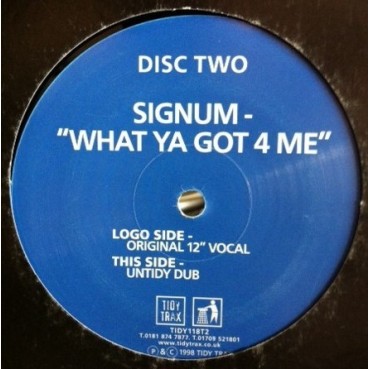 DISC TWO
SIGNUM -
“WHAT YA GOT 4 ME”
LOGO SIDE -
ORIGINAL 12” VOCAL
THIS SIDE -
UNTIDY DUB
TIDY
TRAX
TIDY118T2
T.0181 874 7877. T.01709 521801
www.tidytrax.co.uk
P & C 1998 TIDY